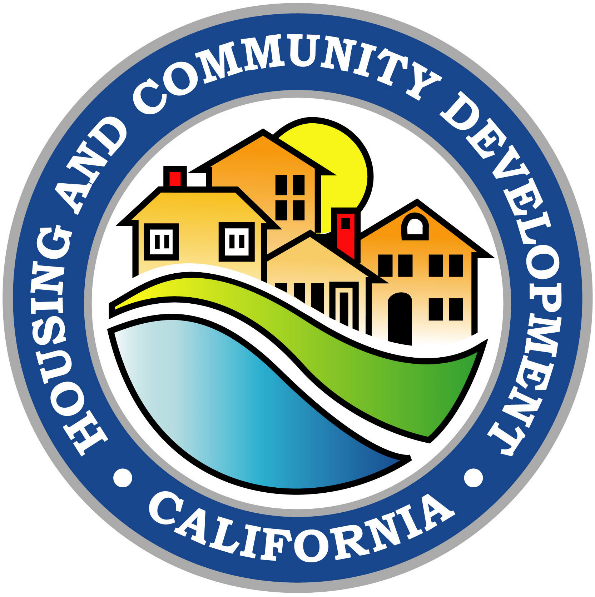 HOUSING AND COMMUNITY DEVELOPMENT
• CALIFORNIA •